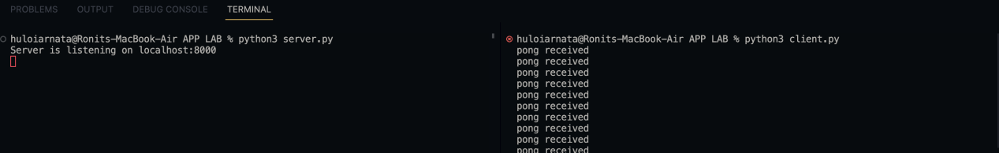 PROBLEMS OUTPUT DEBUG CONSOLE TERMINAL
huloiarnata@Ronits-MacBook-Air APP LAB % python3 server.py
Server is listening on localhost:8000
huloiarnata@Ronits-MacBook-Air APP LAB % python3 client.py
pong received
pong received
pong received
pong received
pong received
pong received
pong received
pong received
pong received
pong received